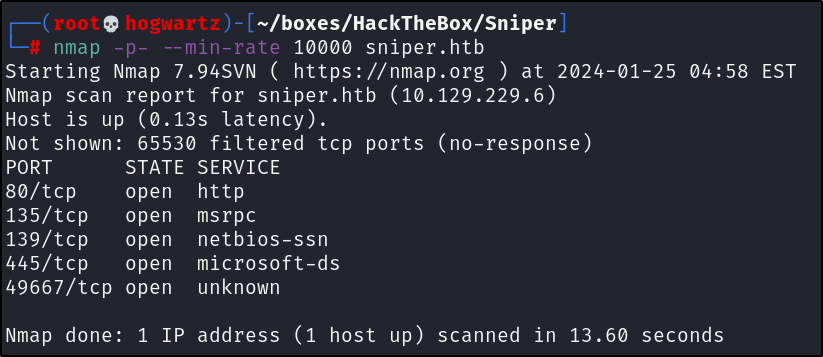 ┌──(root💀hogwartz)-[~/boxes/HackTheBox/Sniper]
└─# nmap -p- --min-rate 10000 sniper.htb
Starting Nmap 7.94SVN ( https://nmap.org ) at 2024-01-25 04:58 EST
Nmap scan report for sniper.htb (10.129.229.6)
Host is up (0.13s latency).
Not shown: 65530 filtered tcp ports (no-response)
PORT      STATE SERVICE
80/tcp    open  http
135/tcp   open  msrpc
139/tcp   open  netbios-ssn
445/tcp   open  microsoft-ds
49667/tcp open  unknown
Nmap done: 1 IP address (1 host up) scanned in 13.60 seconds